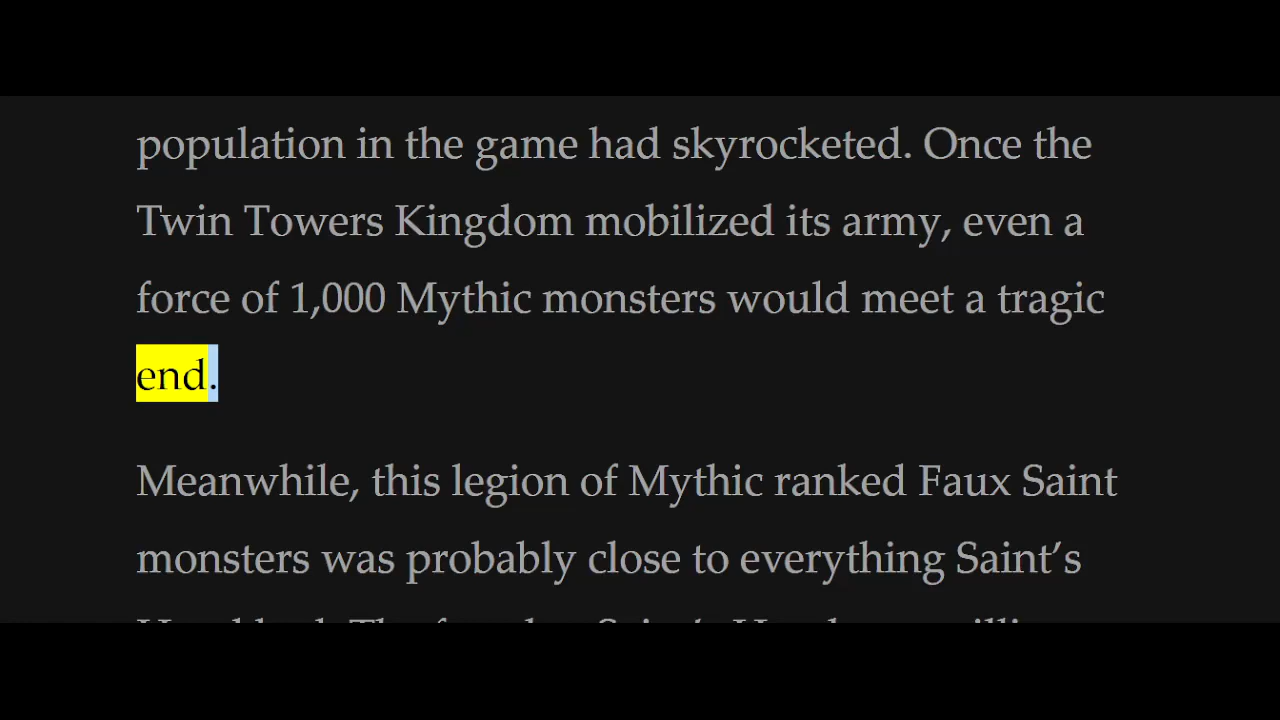 population in the game had skyrocketed. Once the
Twin Towers Kingdom mobilized its army, even a
force of 1,000 Mythic monsters would meet a tragic
end.
Meanwhile, this legion of Mythic ranked Faux Saint
monsters was probably close to everything Saint’s